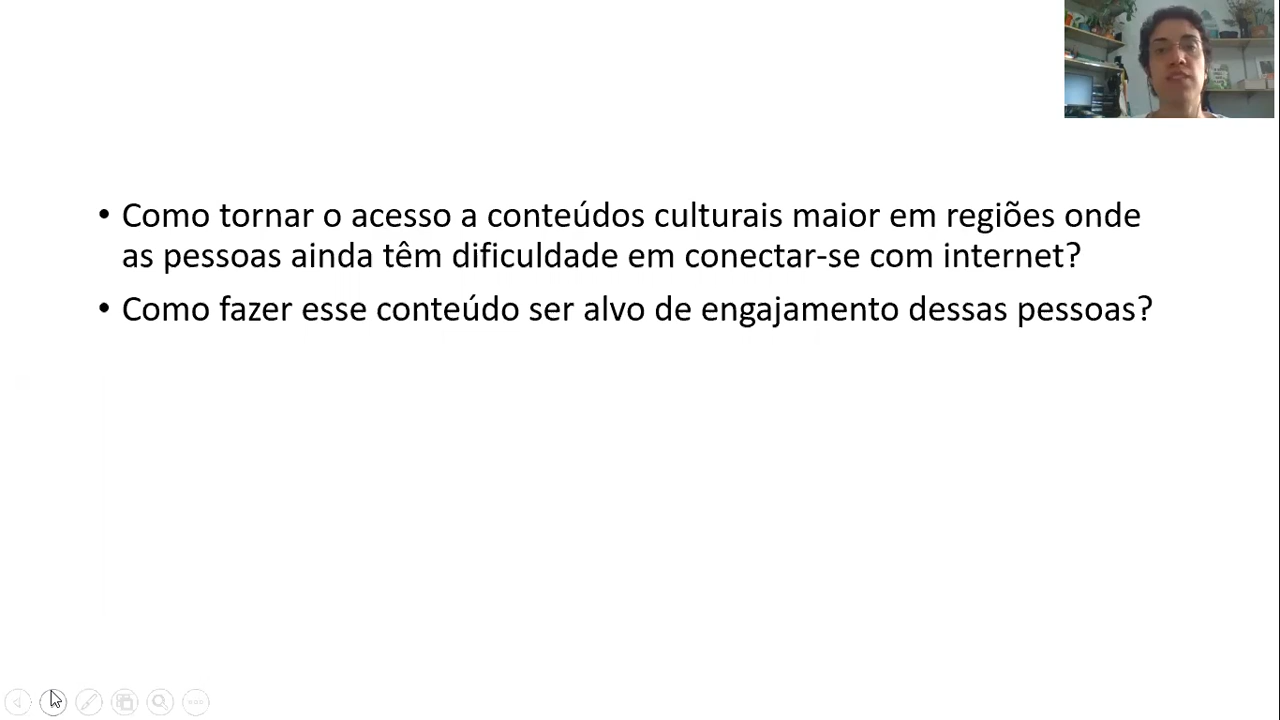 • Como tornar o acesso a conteúdos culturais maior em regiões onde
as pessoas ainda têm dificuldade em conectar-se com internet?
• Como fazer esse conteúdo ser alvo de engajamento dessas pessoas?